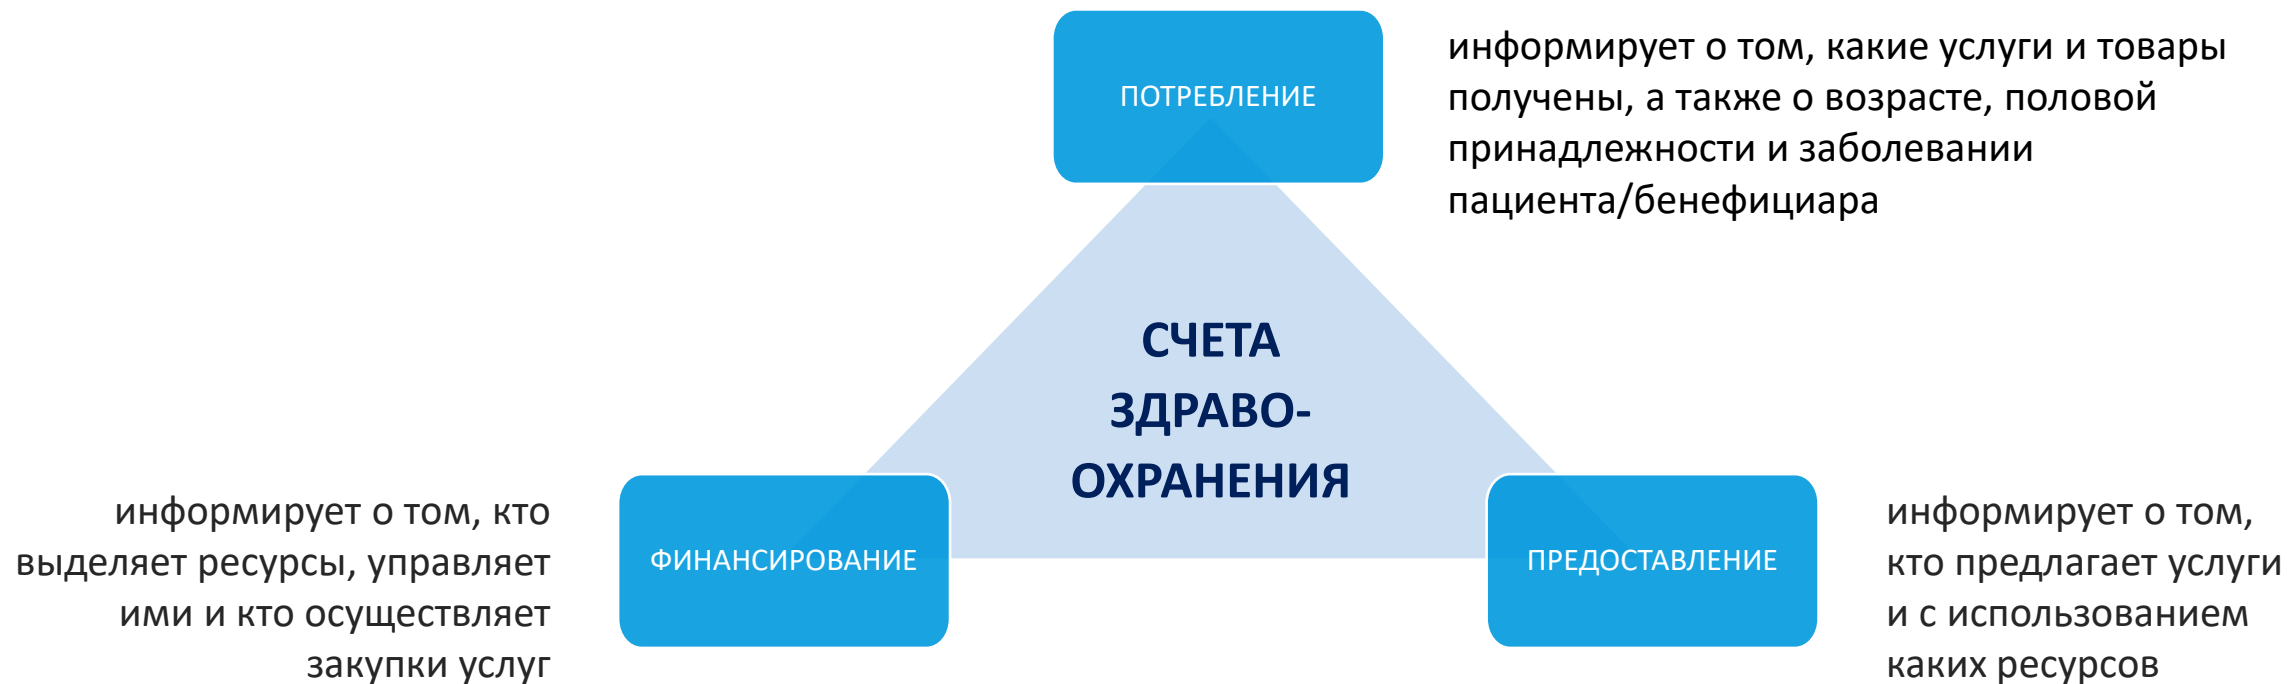 ПОТРЕБЛЕНИЕ
информирует о том, какие услуги и товары
получены, а также о возрасте, половой
принадлежности и заболевании
пациента/бенефициара
СЧЕТА
ЗДРАВО-
ОХРАНЕНИЯ
информирует о том, кто
выделяет ресурсы, управляет
ими и кто осуществляет
закупки услуг
ФИНАНСИРОВАНИЕ
ПРЕДОСТАВЛЕНИЕ
информирует о том,
кто предлагает услуги
и с использованием
каких ресурсов